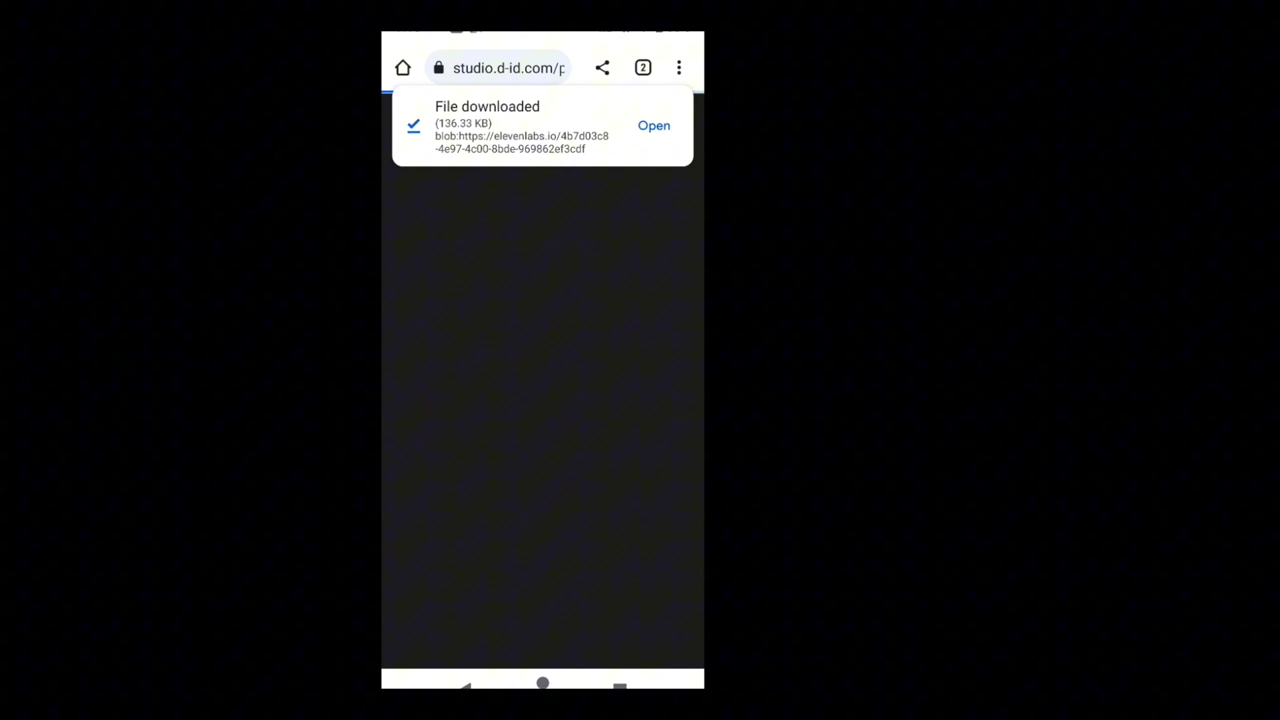 studio.d-id.com/p
2
File downloaded
(136.33 KB)
blob:https://elevenlabs.io/4b7d03c8
-4e97-4c00-8bde-969862ef3cdf
Open